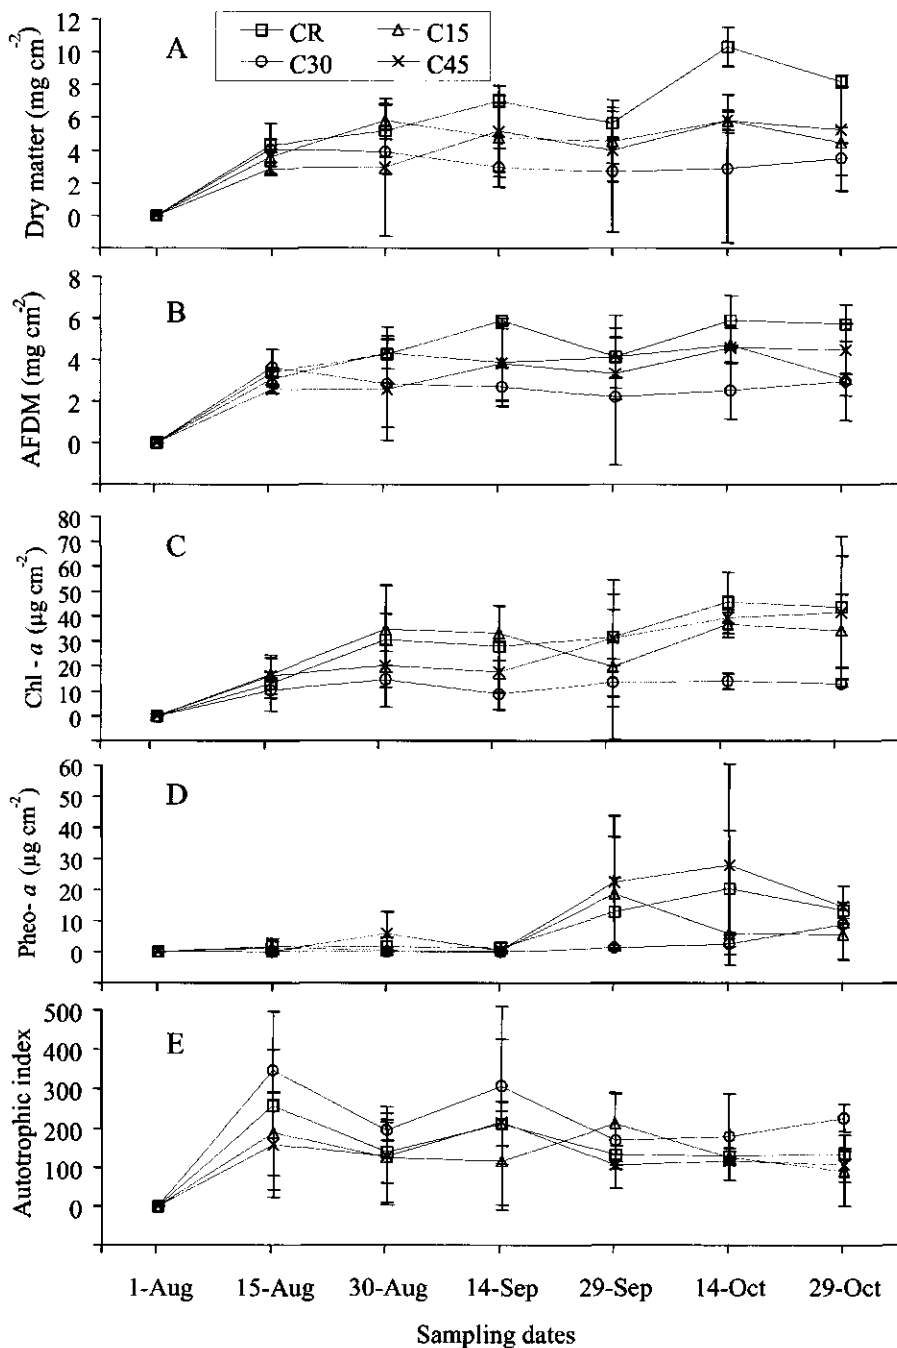 CR C15
C30 C45
A
Dry matter (mg cm-2)
12
10
8
6
4
2
0
B
AFDM (mg cm-2)
8
6
4
2
0
C
Chl - a (µg cm-2)
80
70
60
50
40
30
20
10
0
D
Pheo- a (µg cm-2)
60
50
40
30
20
10
0
E
Autotrophic index
500
400
300
200
100
0
1-Aug 15-Aug 30-Aug 14-Sep 29-Sep 14-Oct 29-Oct
Sampling dates